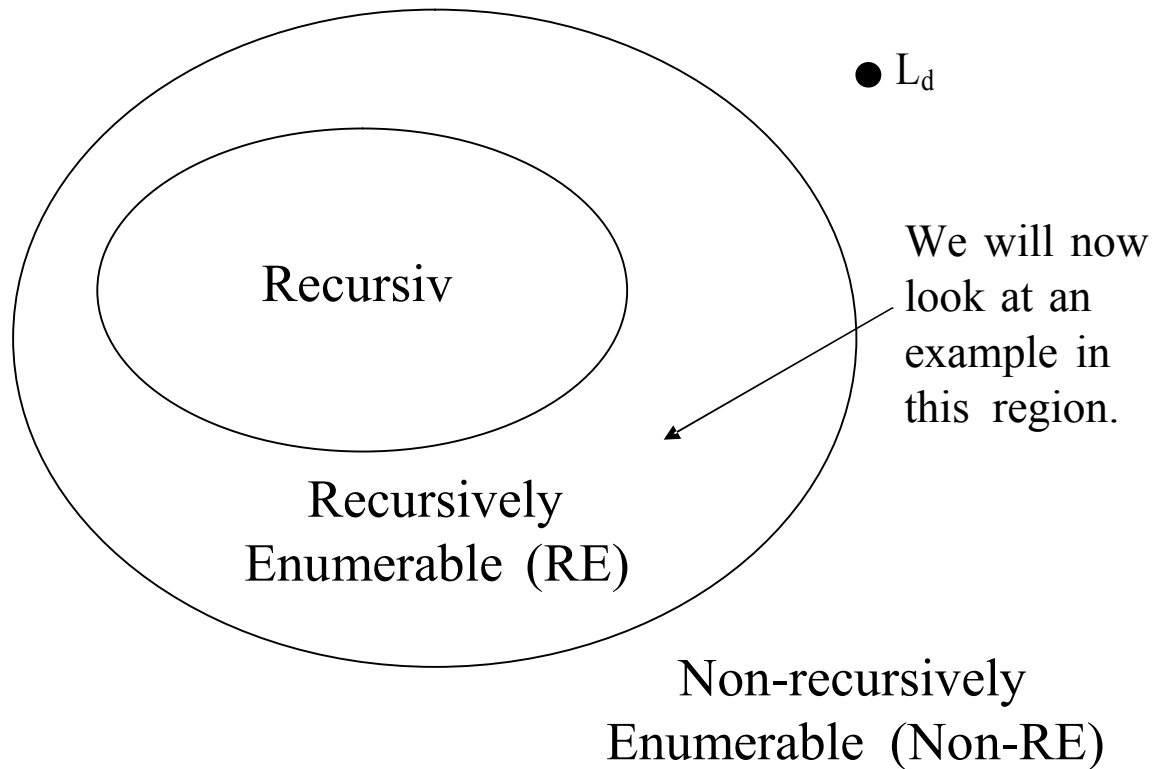 L_d
We will now
look at an
example in
this region.
Recursiv
Recursively
Enumerable (RE)
Non-recursively
Enumerable (Non-RE)